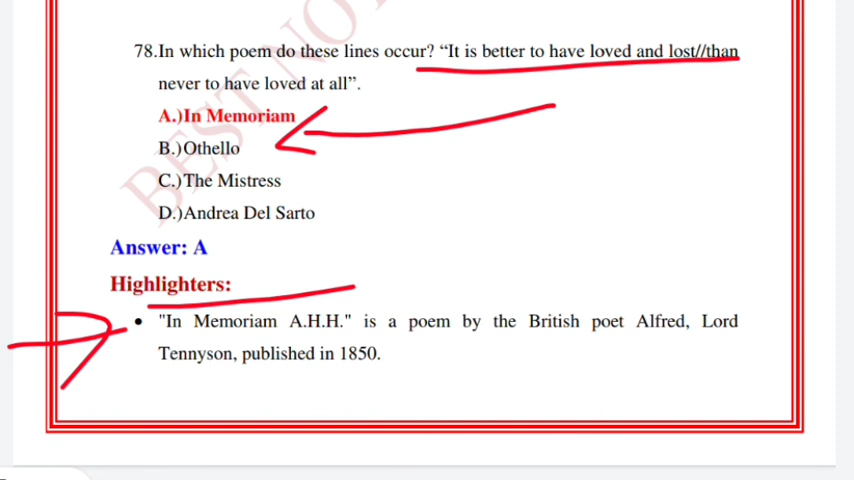 BEST NOT
78.In which poem do these lines occur? “It is better to have loved and lost//than
never to have loved at all”.
A.)In Memoriam
B.)Othello
C.)The Mistress
D.)Andrea Del Sarto
Answer: A
Highlighters:
• "In Memoriam A.H.H." is a poem by the British poet Alfred, Lord
Tennyson, published in 1850.